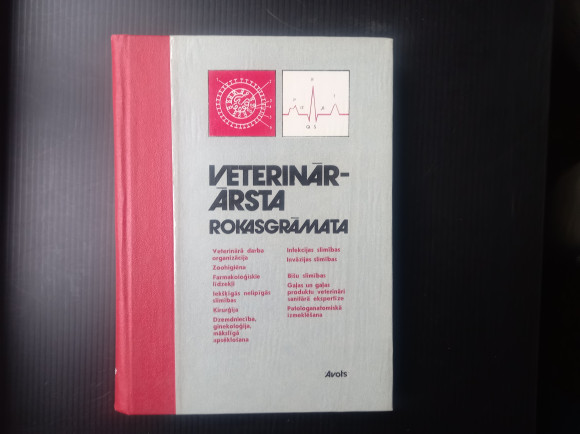 VETERINĀR-
ĀRSTA
ROKASGRĀMATA
Veterinārā darba
organizācija
Zoohigiēna
Farmakoloģiskie
līdzekļi
Iekšķīgās nelipīgās
slimības
Ķirurģija
Dzemdniecība,
ginekoloģija,
mākslīgā
apsēklošana
Infekcijas slimības
Invāzijas slimības
Bišu slimības
Gaļas un gaļas
produktu veterināri
sanitārā ekspertīze
Patologanatomiskā
izmeklēšana
Avots